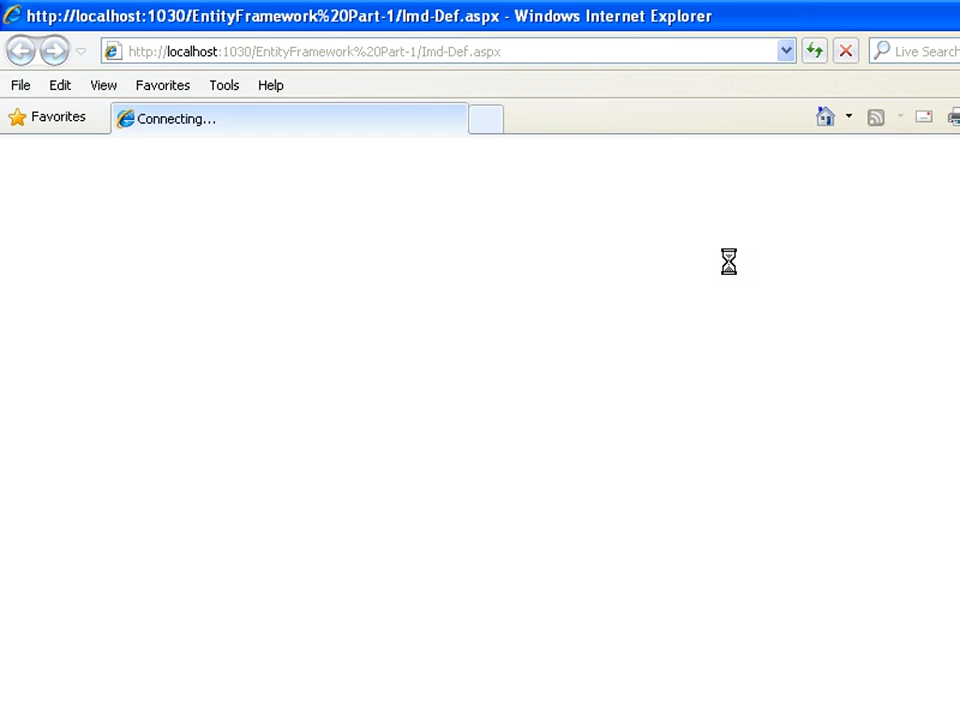 http://localhost:1030/EntityFramework%20Part-1/Imd-Def.aspx - Windows Internet Explorer
http://localhost:1030/EntityFramework%20Part-1/Imd-Def.aspx
Live Search
File Edit View Favorites Tools Help
Favorites
Connecting...